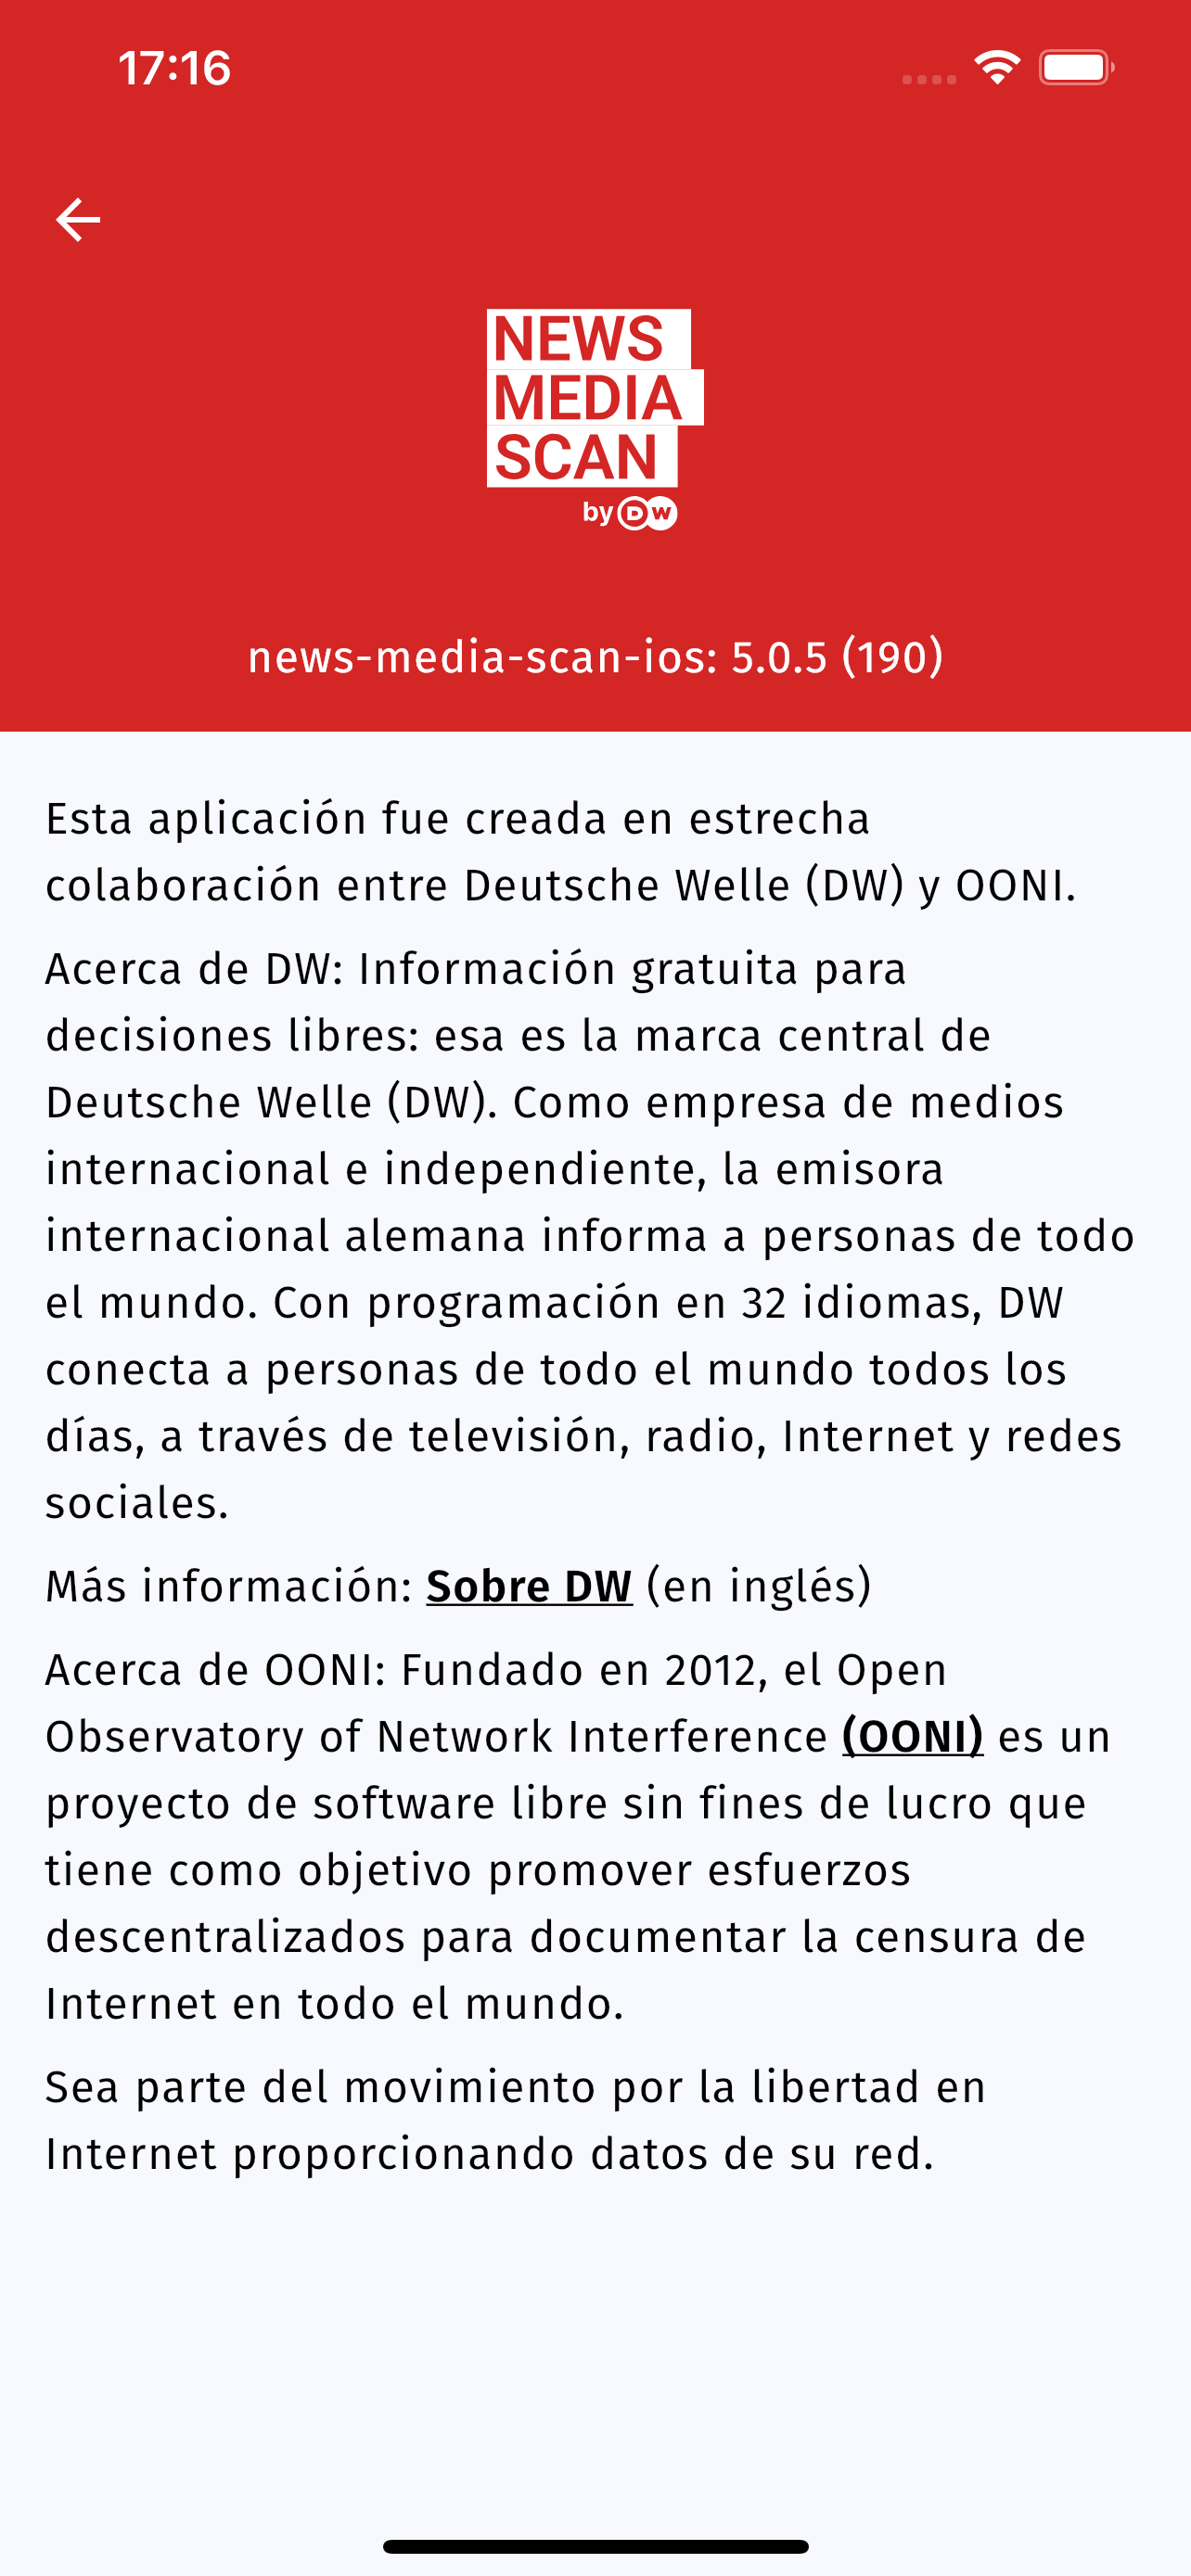 17:16
NEWS
MEDIA
SCAN
by DW
news-media-scan-ios: 5.0.5 (190)
Esta aplicación fue creada en estrecha
colaboración entre Deutsche Welle (DW) y OONI.
Acerca de DW: Información gratuita para
decisiones libres: esa es la marca central de
Deutsche Welle (DW). Como empresa de medios
internacional e independiente, la emisora
internacional alemana informa a personas de todo
el mundo. Con programación en 32 idiomas, DW
conecta a personas de todo el mundo todos los
días, a través de televisión, radio, Internet y redes
sociales.
Más información: Sobre DW (en inglés)
Acerca de OONI: Fundado en 2012, el Open
Observatory of Network Interference (OONI) es un
proyecto de software libre sin fines de lucro que
tiene como objetivo promover esfuerzos
descentralizados para documentar la censura de
Internet en todo el mundo.
Sea parte del movimiento por la libertad en
Internet proporcionando datos de su red.